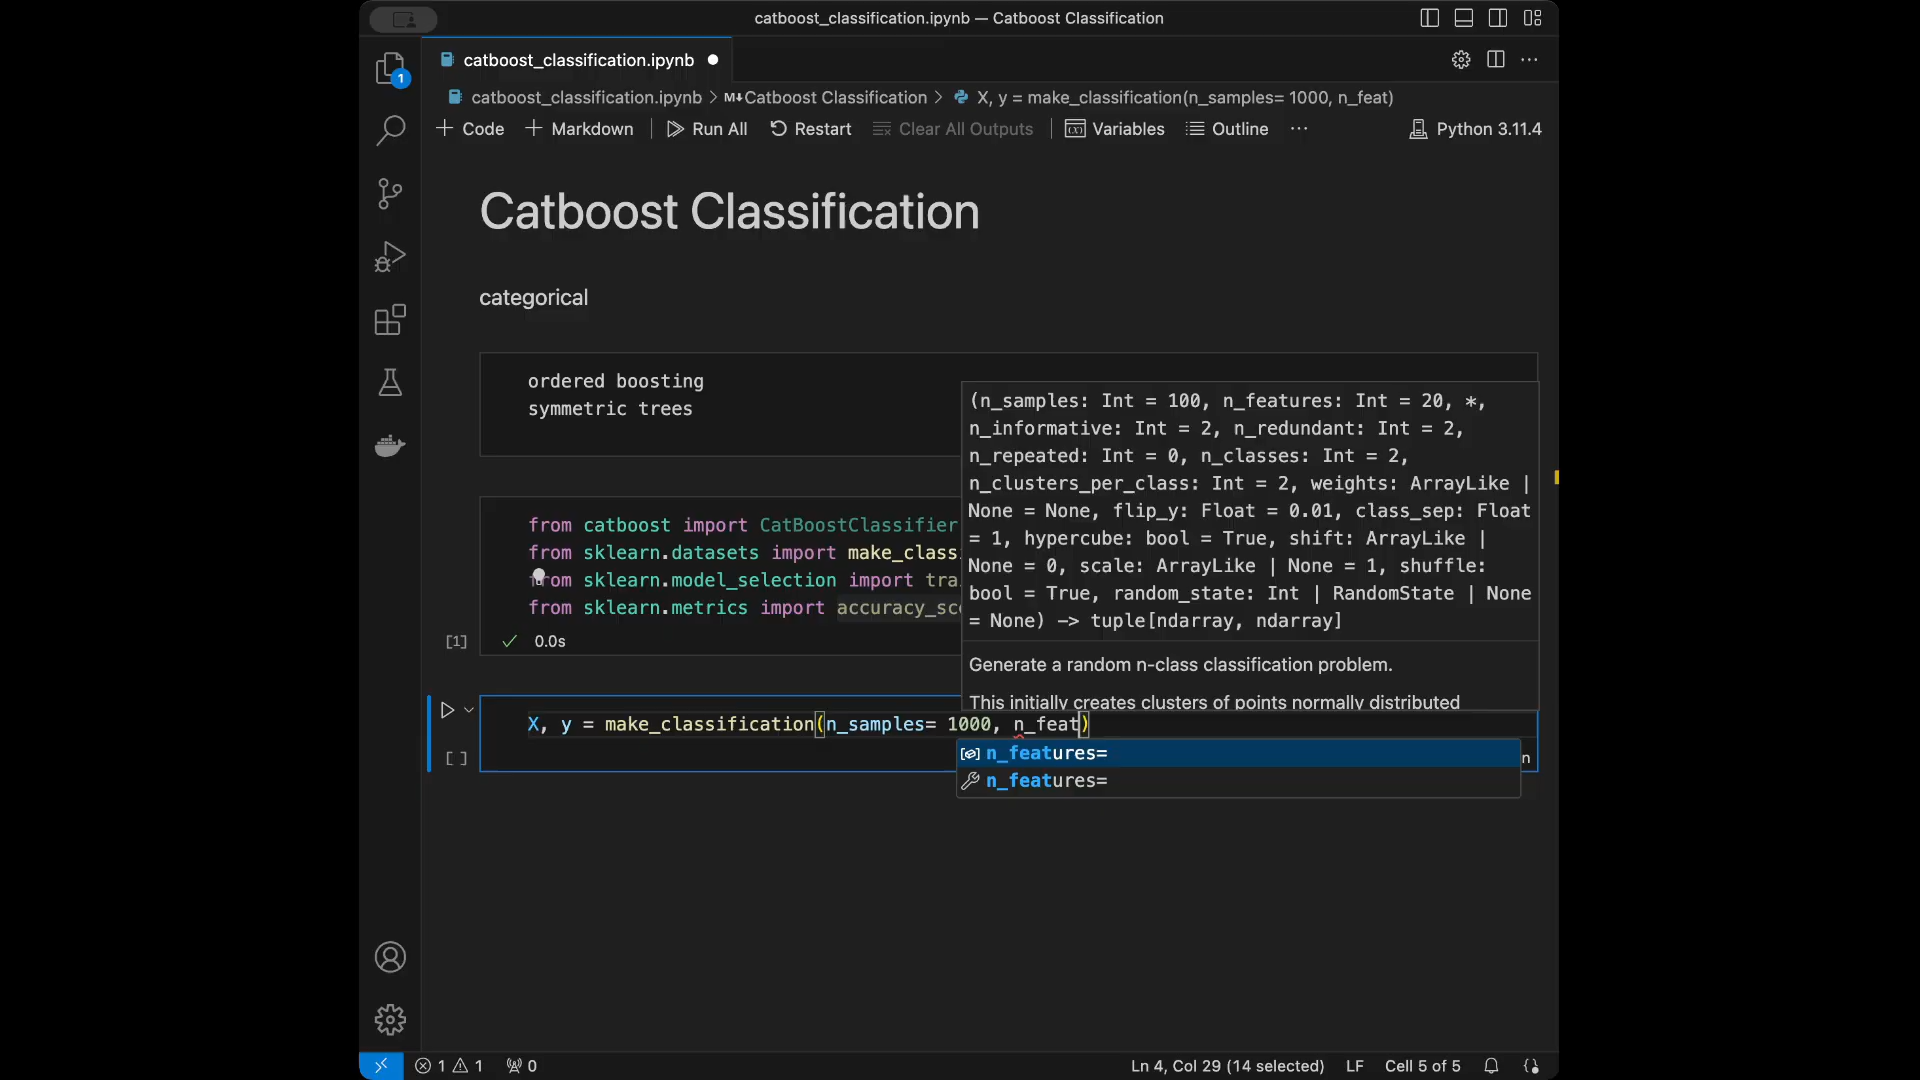 catboost_classification.ipynb — Catboost Classification
catboost_classification.ipynb
1
catboost_classification.ipynb > M↓Catboost Classification > X, y = make_classification(n_samples= 1000, n_feat)
+ Code + Markdown | Run All Restart Clear All Outputs | Variables Outline ··· Python 3.11.4
Catboost Classification
categorical
ordered boosting
symmetric trees
(n_samples: Int = 100, n_features: Int = 20, *,
n_informative: Int = 2, n_redundant: Int = 2,
n_repeated: Int = 0, n_classes: Int = 2,
n_clusters_per_class: Int = 2, weights: ArrayLike |
None = None, flip_y: Float = 0.01, class_sep: Float
= 1, hypercube: bool = True, shift: ArrayLike |
None = 0, scale: ArrayLike | None = 1, shuffle:
bool = True, random_state: Int | RandomState | None
= None) -> tuple[ndarray, ndarray]
Generate a random n-class classification problem.
This initially creates clusters of points normally distributed
from catboost import CatBoostClassifier
from sklearn.datasets import make_class
from sklearn.model_selection import tra
from sklearn.metrics import accuracy_sc
[1] ✓ 0.0s
X, y = make_classification(n_samples= 1000, n_feat)
[ ]
n_features=
n_features=
n
1 1 0
Ln 4, Col 29 (14 selected) LF Cell 5 of 5